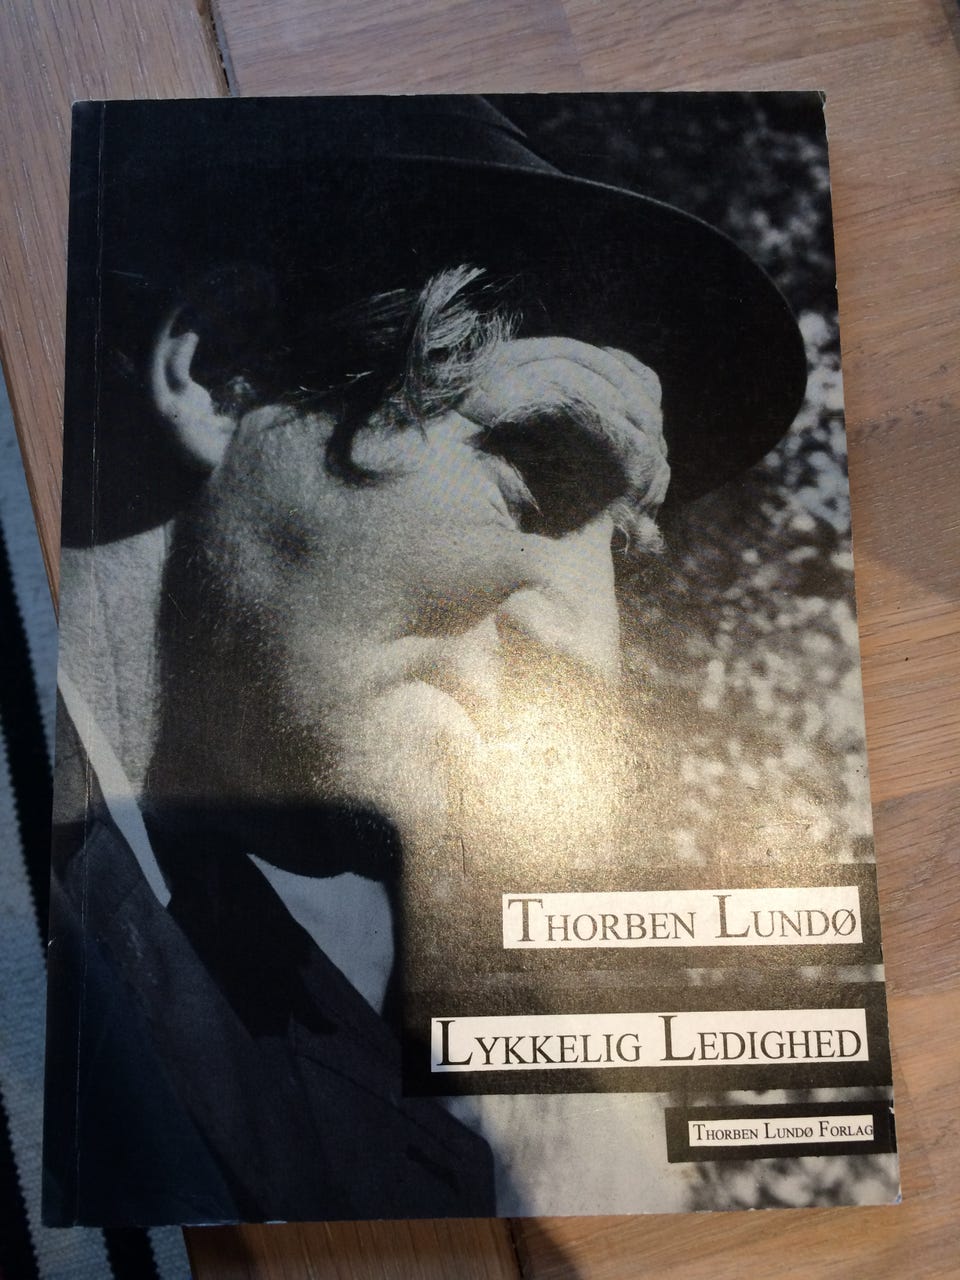 Thorben Lundø
Lykkelig Ledighed
Thorben Lundø Forlag